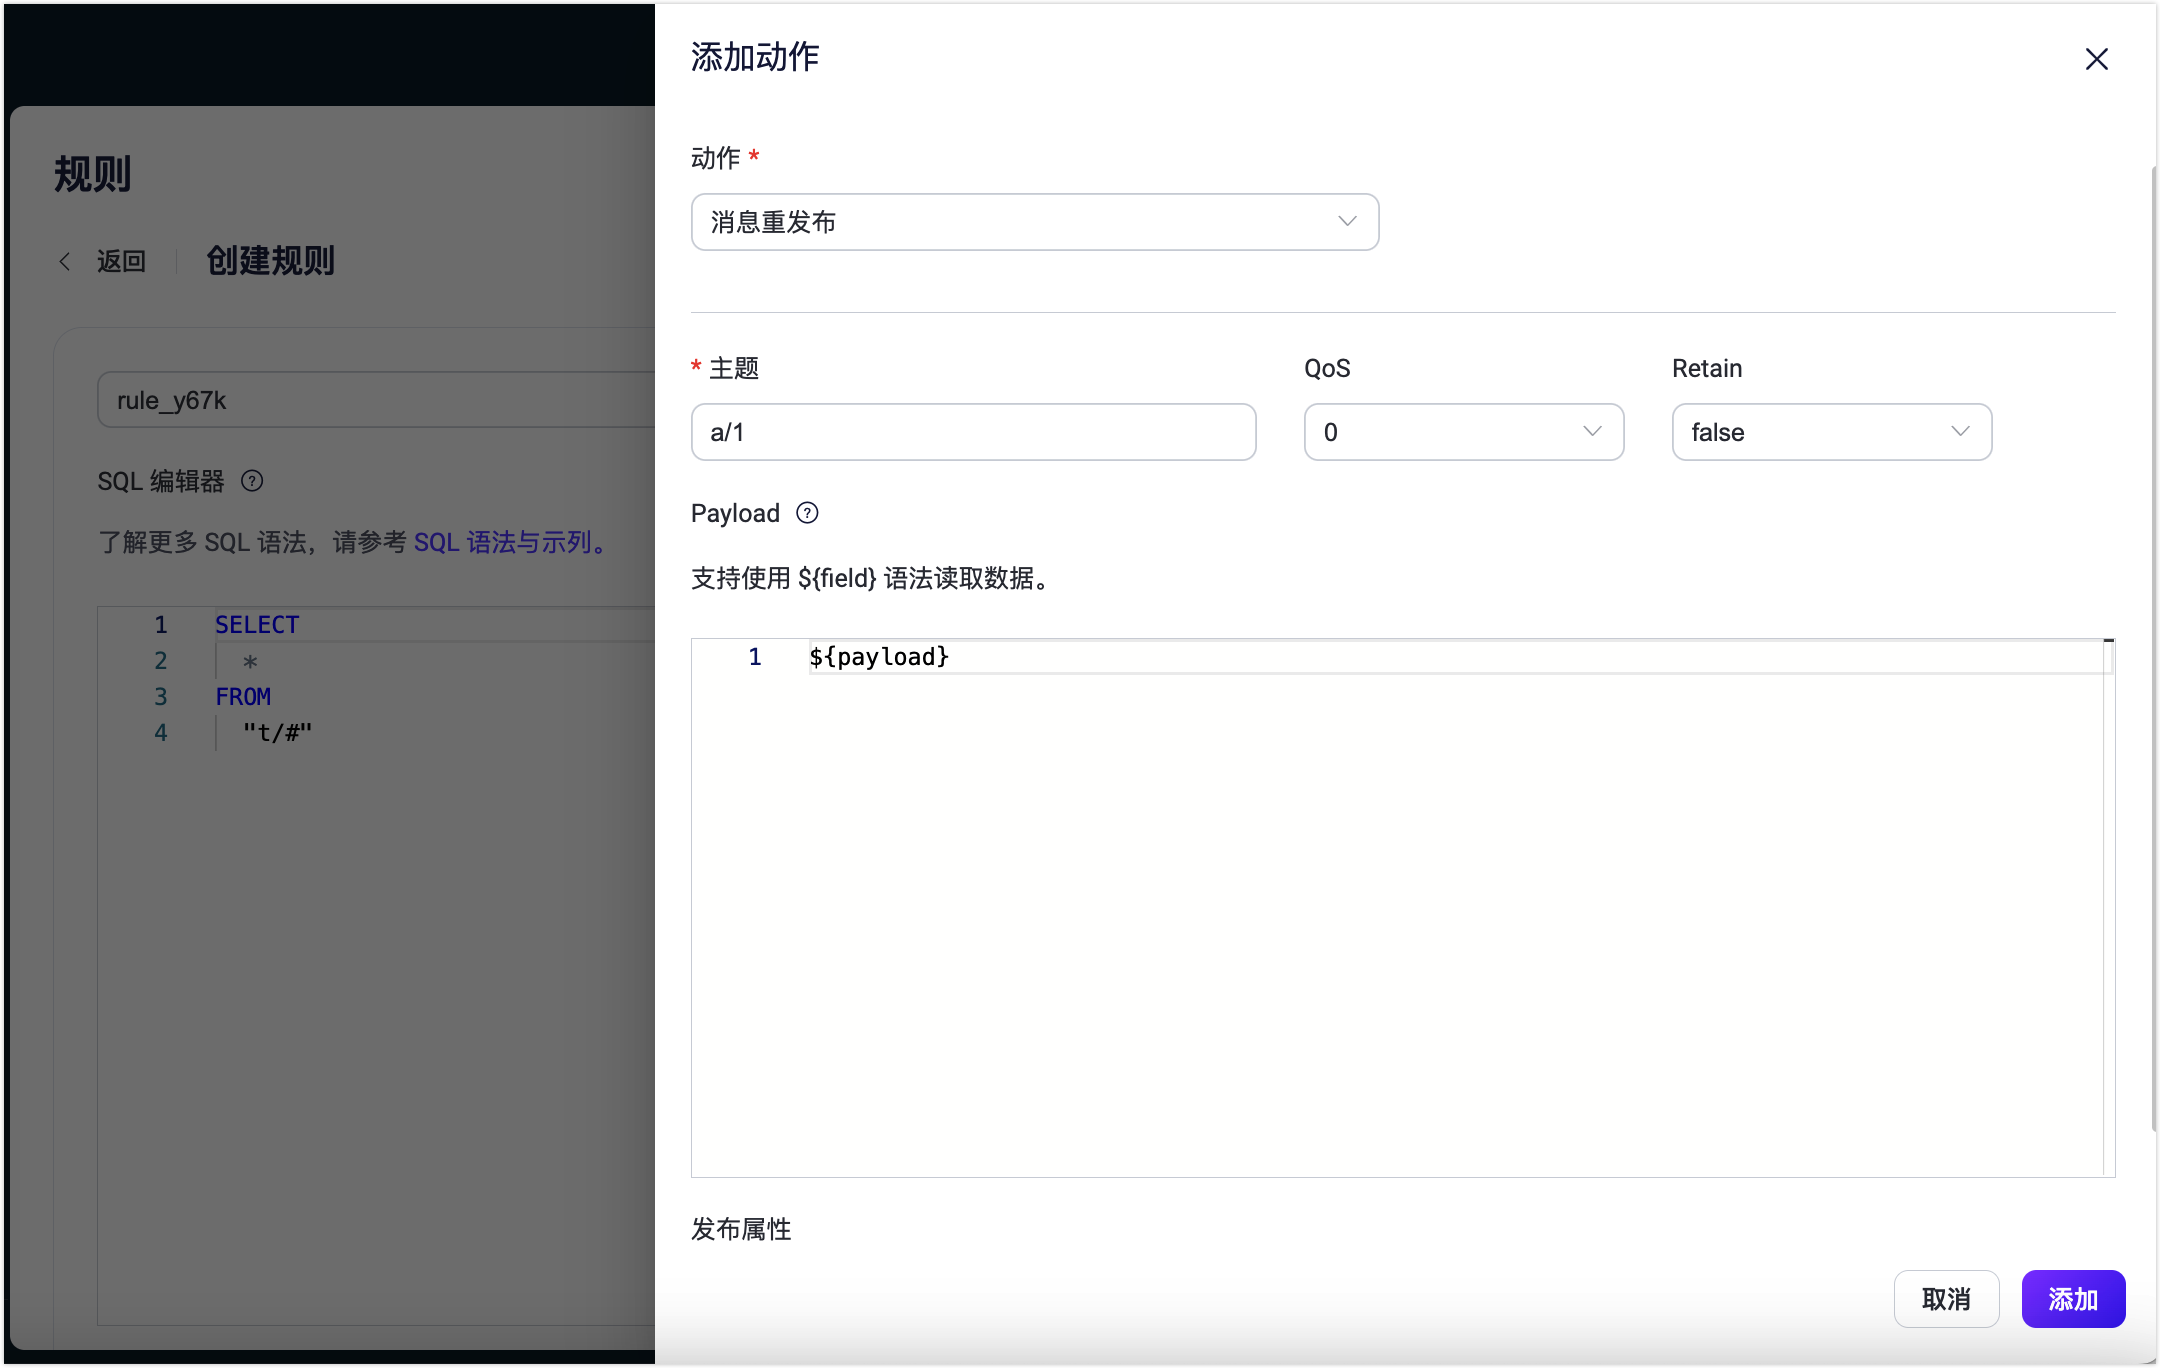 规则
返回
创建规则
rule_y67k
SQL 编辑器
了解更多 SQL 语法，请参考 SQL 语法与示列。
1 SELECT
2 *
3 FROM
4 "t/#"
添加动作
动作 *
消息重发布
* 主题
QoS
Retain
a/1
0
false
Payload
支持使用 ${field} 语法读取数据。
1 ${payload}
发布属性
取消
添加